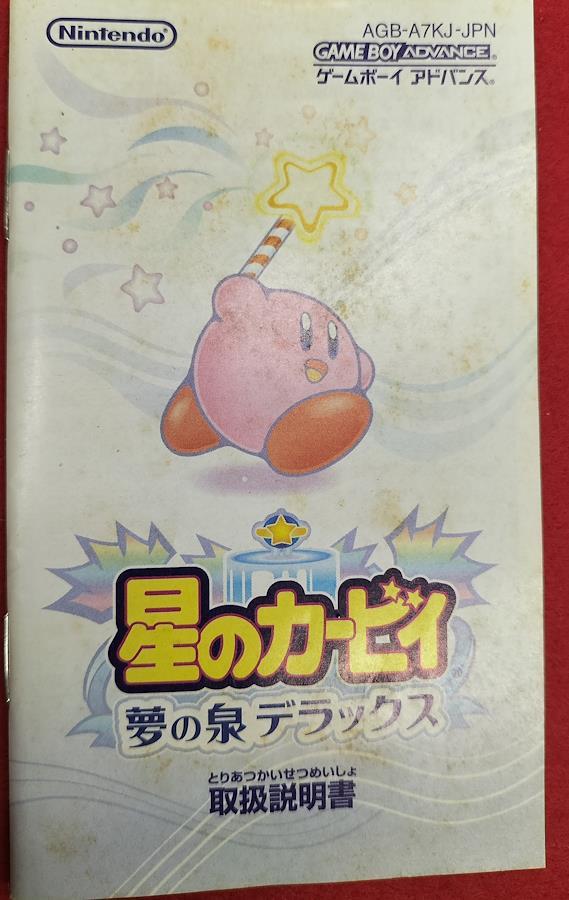 Nintendo®
AGB-A7KJ-JPN
GAME BOY ADVANCE®
ゲームボーイ アドバンス®
星のカービィ
夢の泉デラックス
とりあつかいせつめいしょ
取扱説明書